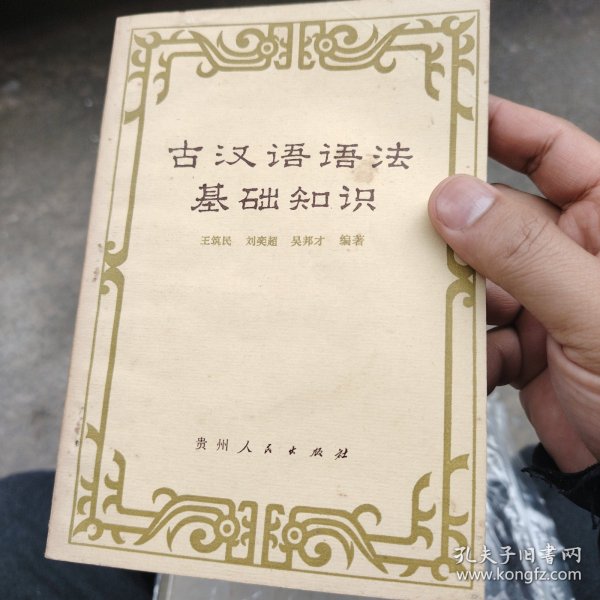 古汉语语法
基础知识
王筑民 刘奕超 吴邦才 编著
贵州人民出版社
孔夫子旧书网
www.kongfz.com